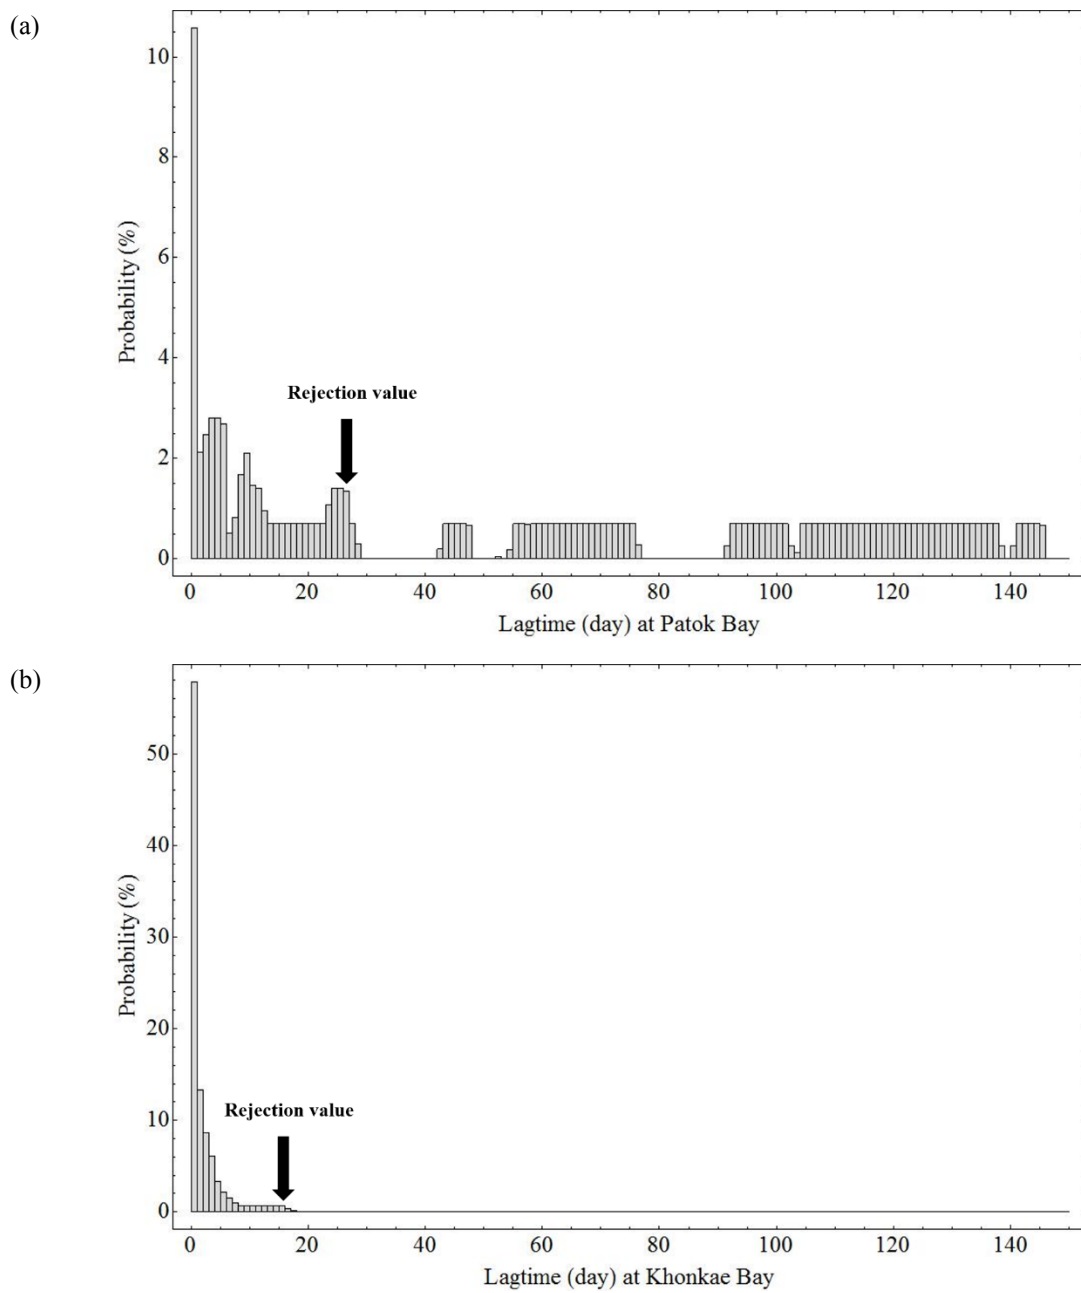 (a)
10
8
6
4
2
0
Probability (%)
Rejection value
0 20 40 60 80 100 120 140
Lagtime (day) at Patok Bay
(b)
50
40
30
20
10
0
Probability (%)
Rejection value
0 20 40 60 80 100 120 140
Lagtime (day) at Khonkae Bay